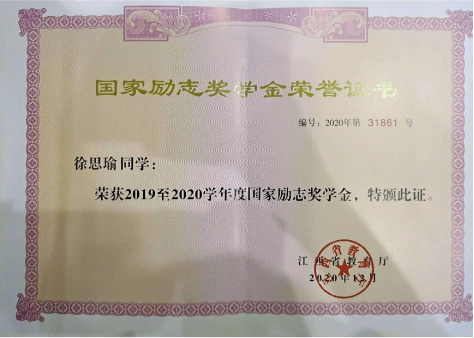 国家励志奖学金荣誉证书
编号：2020年第 31861 号
徐思瑜同学：
荣获2019至2020学年度国家励志奖学金，特颁此证。
江西省教育厅
2020年12月